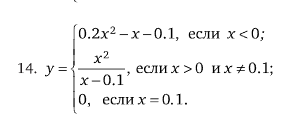 0.2x² – x – 0.1, если x < 0;
14. y = { x²/(x – 0.1), если x > 0 и x ≠ 0.1;
0, если x = 0.1.